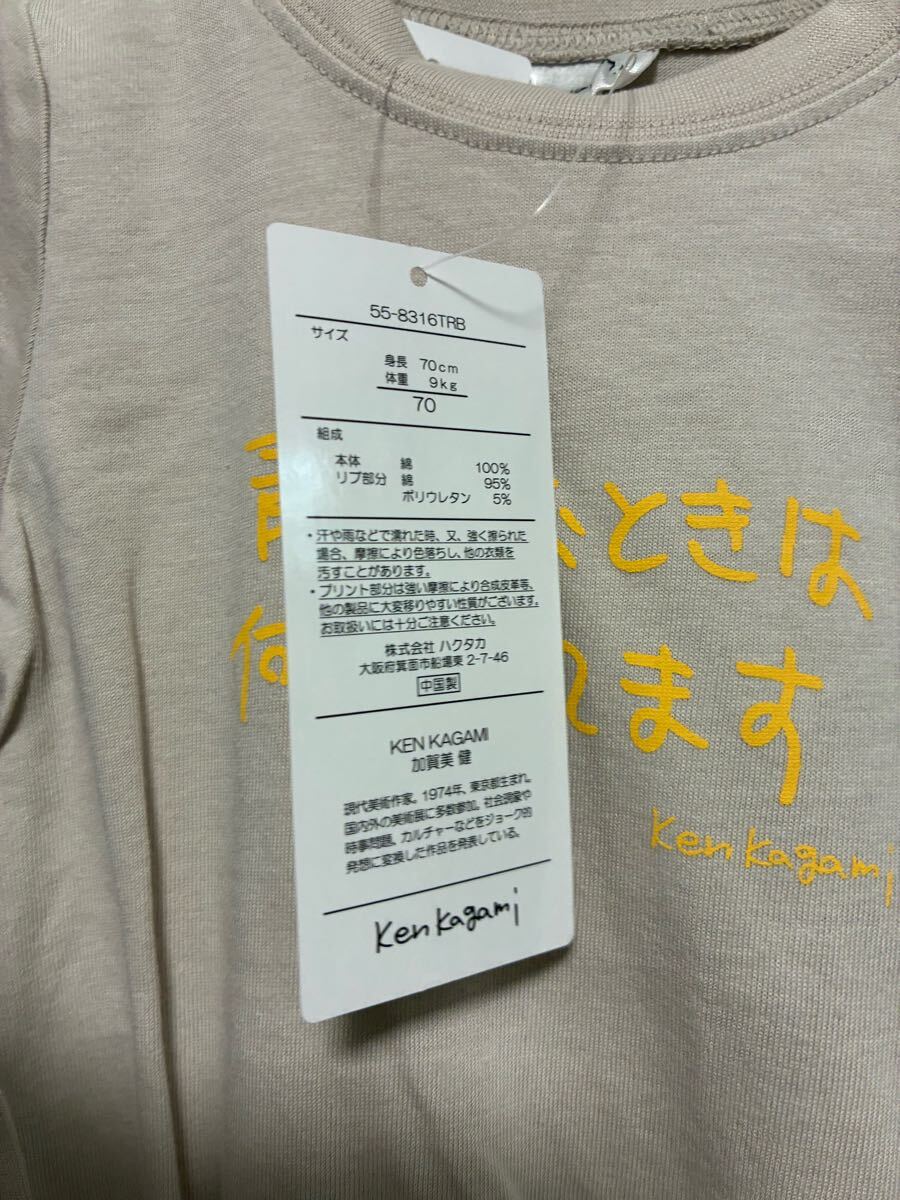 55-8316TRB
サイズ
身長 70cm
体重 9kg
70
組成
本体 綿 100%
リブ部分 綿 95%
ポリウレタン 5%
・汗や雨などで濡れた時、又、強く擦られた
場合、摩擦により色落ちし、他の衣類を
汚すことがあります。
・プリント部分は強い摩擦により合成皮革等、
他の製品に大変移りやすい性質がございます。
お取扱いには十分ご注意ください。
株式会社 ハクタカ
大阪府箕面市船場東 2-7-46
中国製
KEN KAGAMI
加賀美 健
現代美術作家。1974年、東京都生まれ。
国内外の美術展に多数参加。社会現象や
時事問題、カルチャーなどをジョーク的
発想に変換した作品を発表している。
Ken Kagami
ときは
れます
Ken Kagami